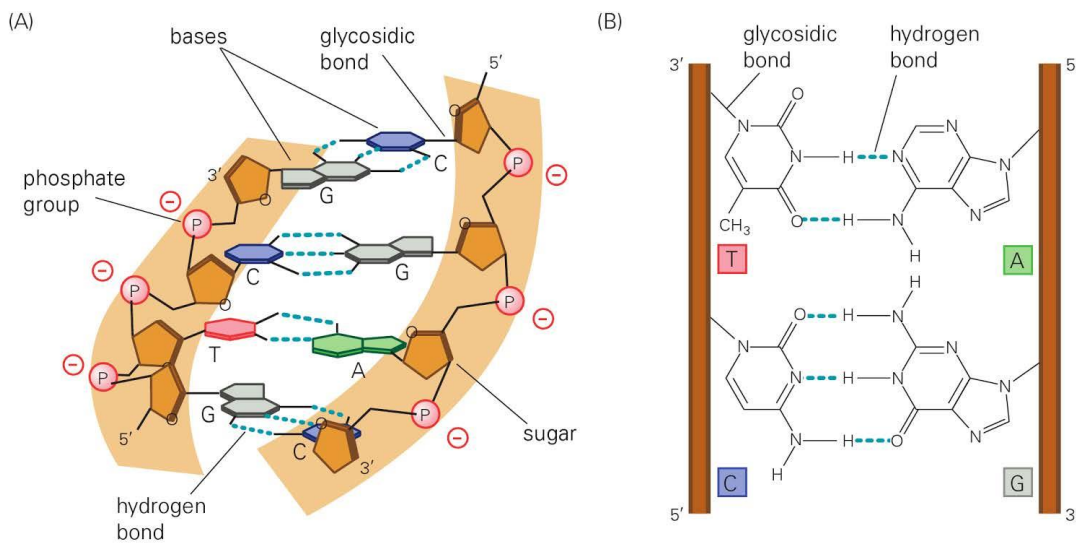 (A)
bases
glycosidic
bond
5′
O
C
P
−
3′
O
G
phosphate
group
−
P
C
G
O
O
−
P
P
−
T
A
O
−
P
G
O
C
O
P
−
5′
3′
sugar
hydrogen
bond
(B)
glycosidic
bond
hydrogen
bond
3′
5
O
N
N
N
H
N
N
N
O
H
N
N
CH₃
H
T
A
H
O
H
N
N
N
N
H
N
N
N
H
O
N
H
C
G
5′
3